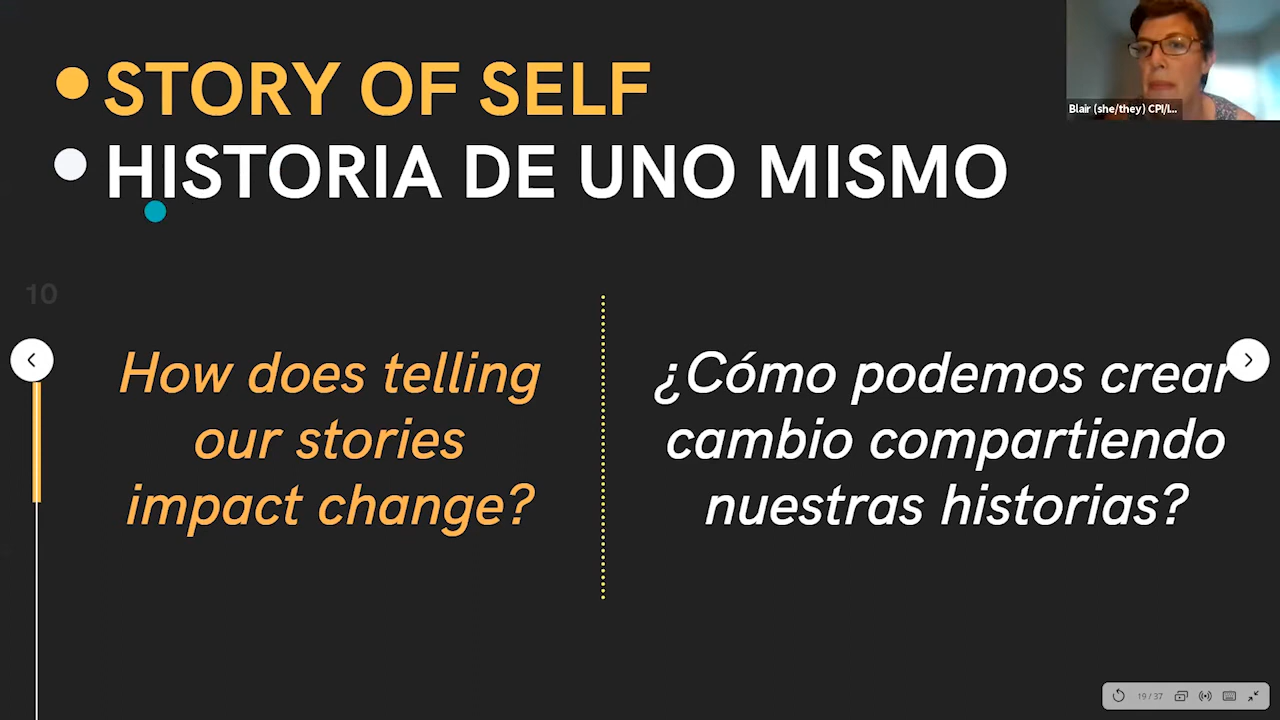 STORY OF SELF
HISTORIA DE UNO MISMO
Blair (she/they) CPI/I...
10
How does telling
our stories
impact change?
¿Cómo podemos crear
cambio compartiendo
nuestras historias?
19 / 37